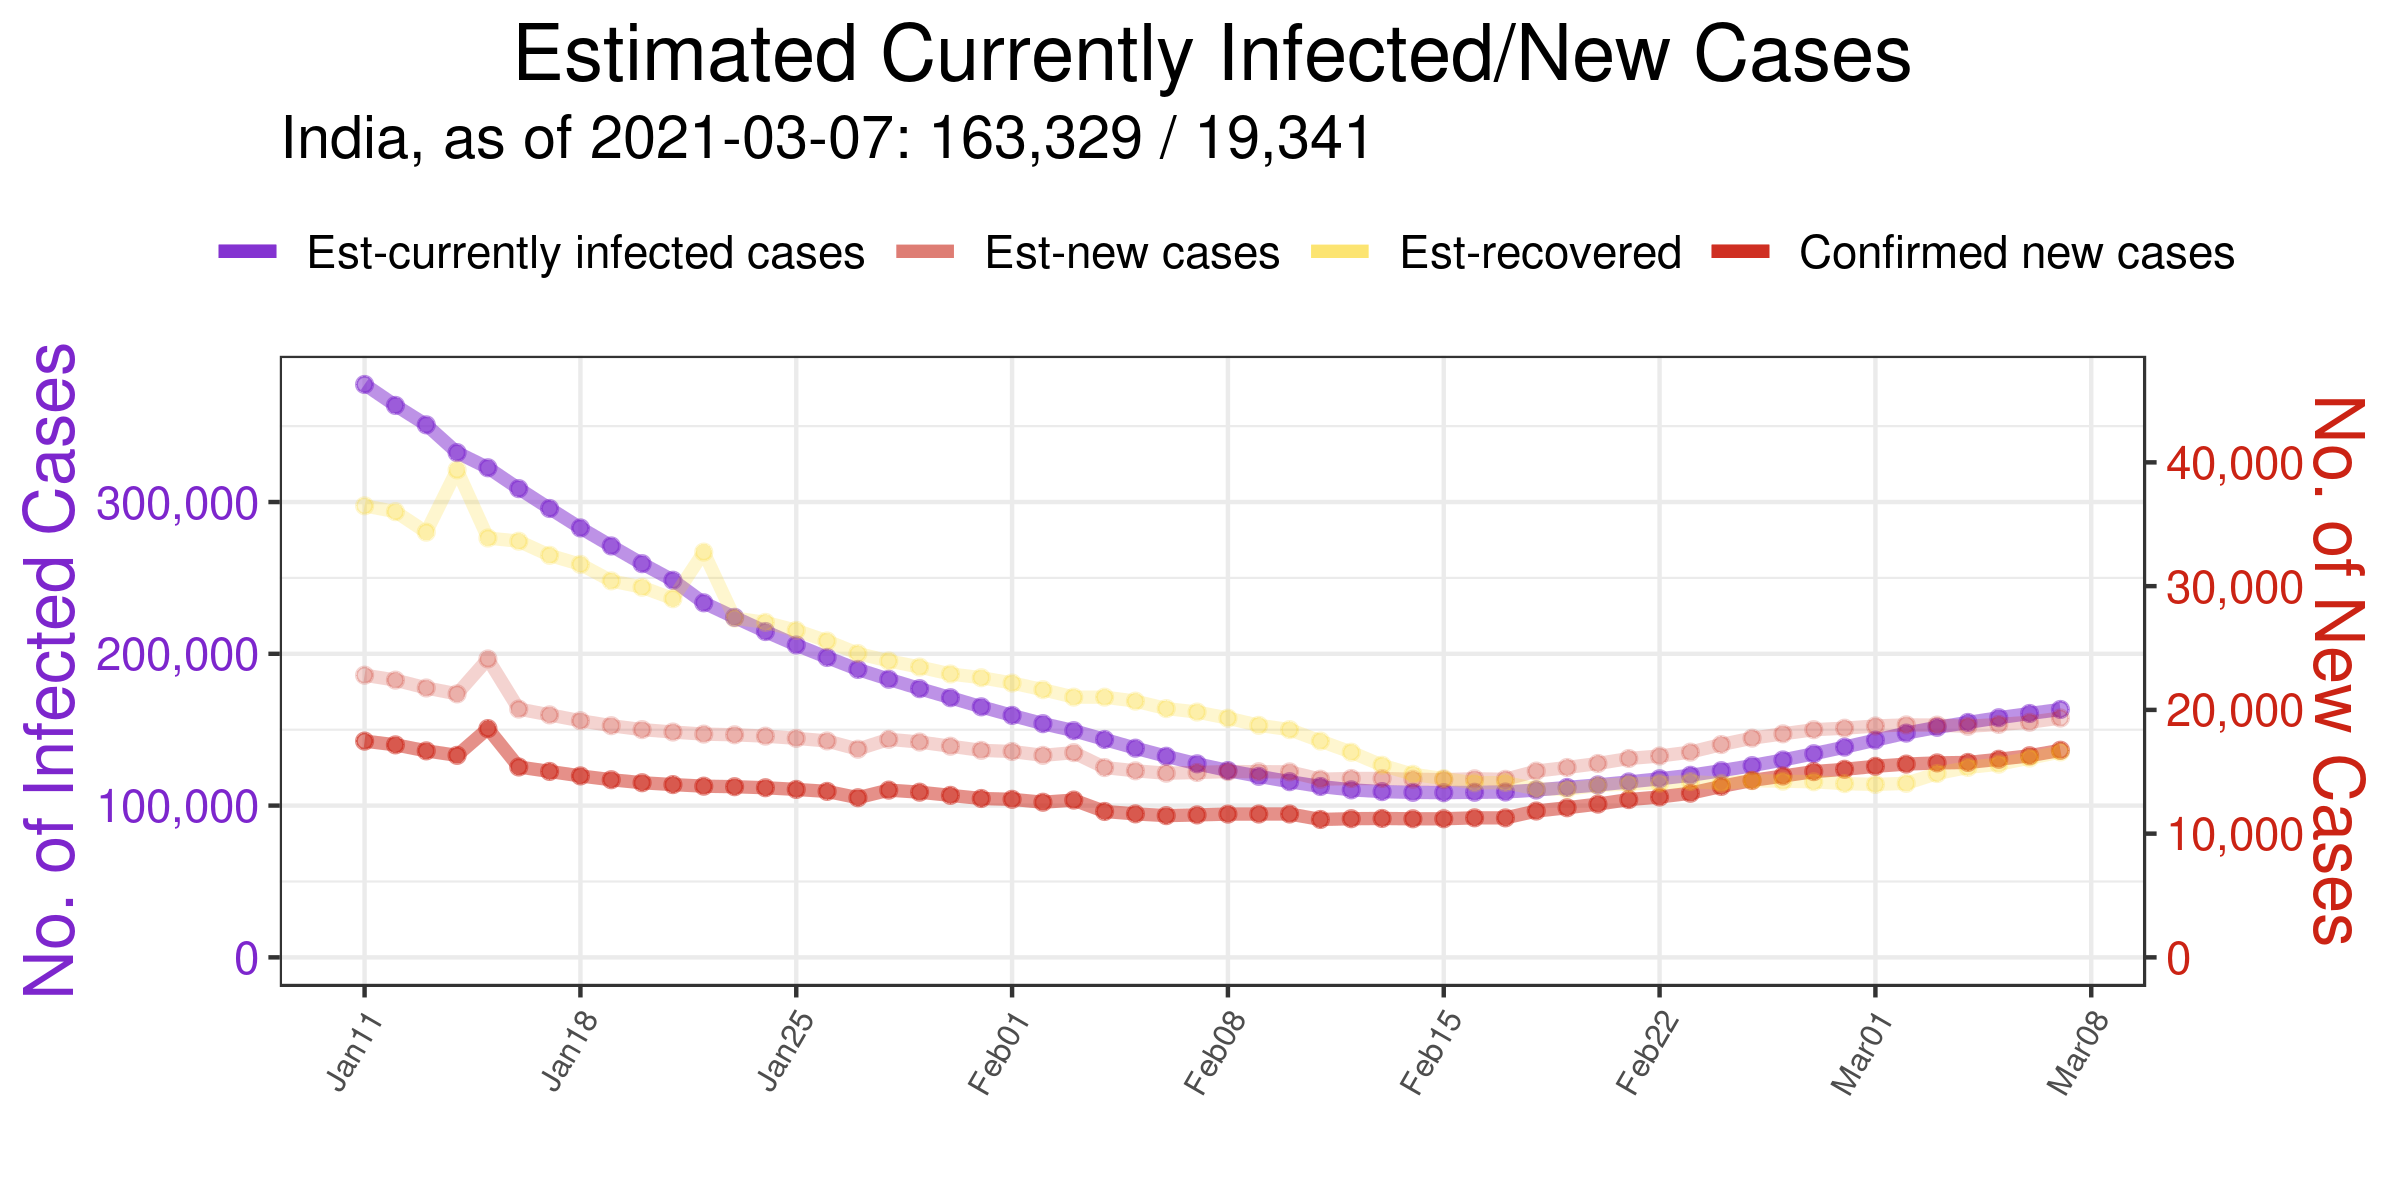 Estimated Currently Infected/New Cases
India, as of 2021-03-07: 163,329 / 19,341
Est-currently infected cases Est-new cases Est-recovered Confirmed new cases
No. of Infected Cases
300,000
200,000
100,000
0
40,000
30,000
20,000
10,000
0
No. of New Cases
Jan11 Jan18 Jan25 Feb01 Feb08 Feb15 Feb22 Mar01 Mar08